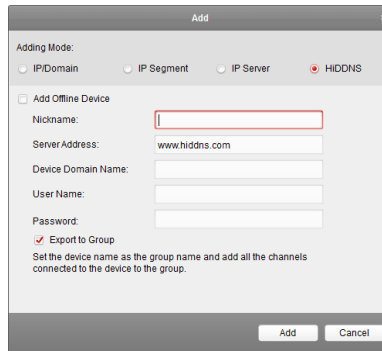 Add
Adding Mode:
IP/Domain IP Segment IP Server HiDDNS
Add Offline Device
Nickname:
Server Address: www.hiddns.com
Device Domain Name:
User Name:
Password:
Export to Group
Set the device name as the group name and add all the channels
connected to the device to the group.
Add Cancel